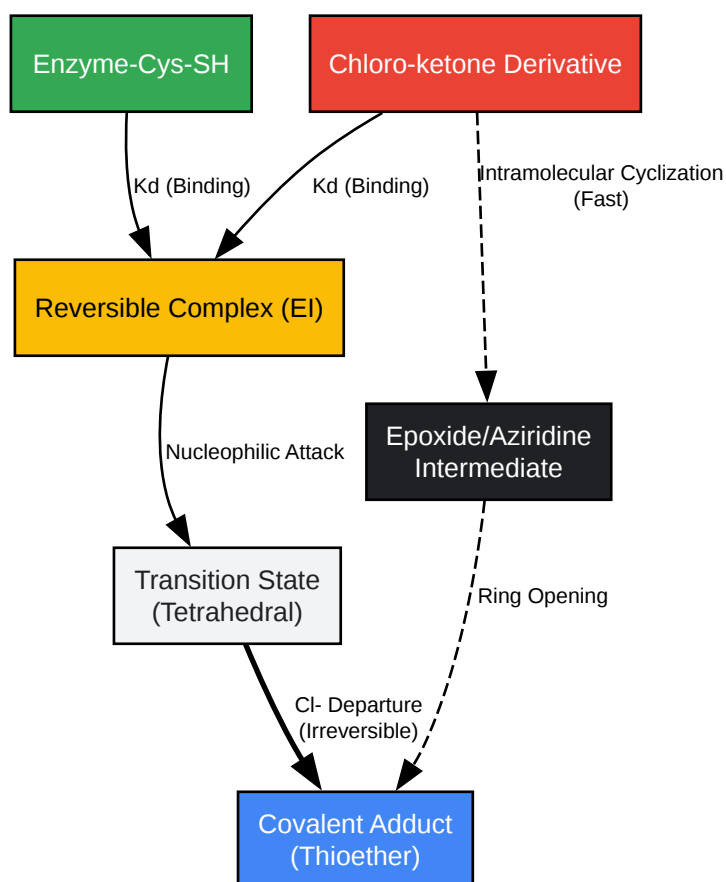 Enzyme-Cys-SH
Chloro-ketone Derivative
Kd (Binding)
Kd (Binding)
Intramolecular Cyclization
(Fast)
Reversible Complex (EI)
Epoxide/Aziridine
Intermediate
Nucleophilic Attack
Transition State
(Tetrahedral)
Ring Opening
Cl- Departure
(Irreversible)
Covalent Adduct
(Thioether)